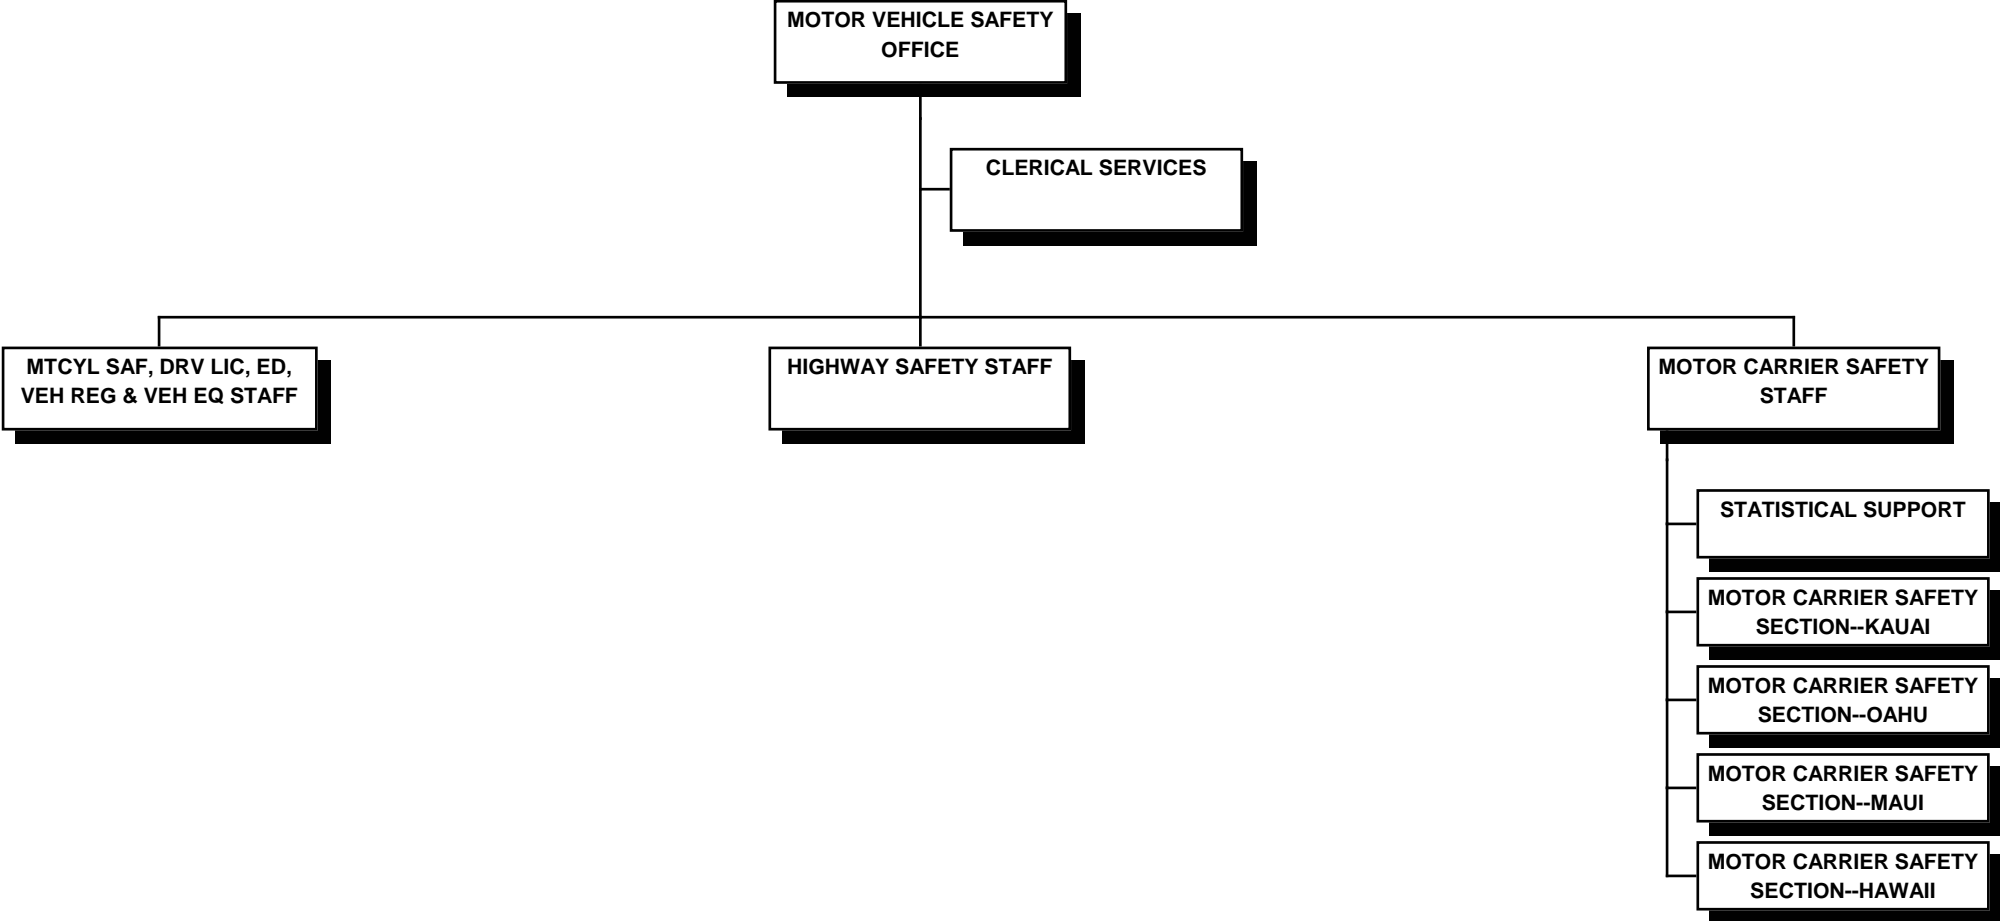 MOTOR VEHICLE SAFETY
OFFICE
CLERICAL SERVICES
MTCYL SAF, DRV LIC, ED,
VEH REG & VEH EQ STAFF
HIGHWAY SAFETY STAFF
MOTOR CARRIER SAFETY
STAFF
STATISTICAL SUPPORT
MOTOR CARRIER SAFETY
SECTION--KAUAI
MOTOR CARRIER SAFETY
SECTION--OAHU
MOTOR CARRIER SAFETY
SECTION--MAUI
MOTOR CARRIER SAFETY
SECTION--HAWAII